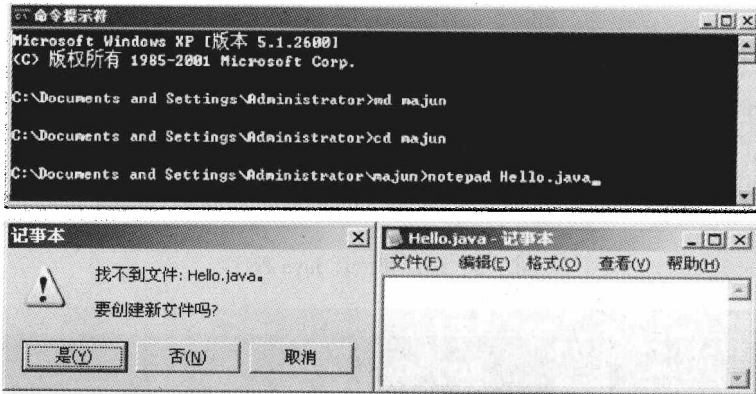 命令提示符
Microsoft Windows XP [版本 5.1.2600]
(C) 版权所有 1985-2001 Microsoft Corp.
C:\Documents and Settings\Administrator>md majun
C:\Documents and Settings\Administrator>cd majun
C:\Documents and Settings\Administrator\majun>notepad Hello.java_
记事本
找不到文件: Hello.java。
要创建新文件吗?
是(Y) 否(N) 取消
Hello.java - 记事本
文件(F) 编辑(E) 格式(O) 查看(V) 帮助(H)